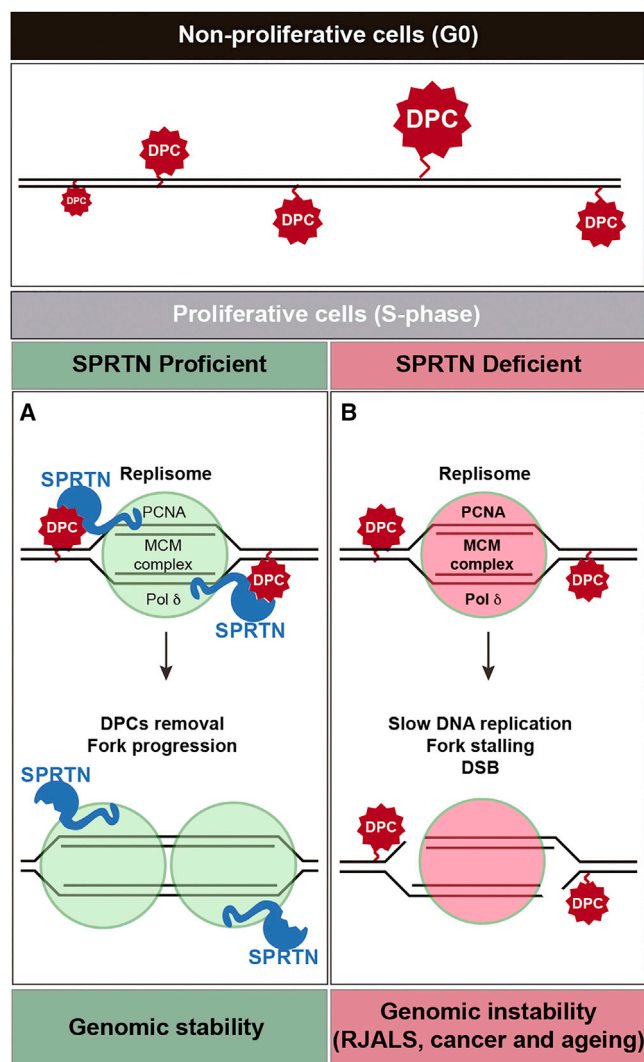 Non-proliferative cells (G0)
DPC
DPC
DPC
DPC
DPC
Proliferative cells (S-phase)
SPRTN Proficient
SPRTN Deficient
A
SPRTN
Replisome
DPC
PCNA
MCM
complex
DPC
Pol δ
SPRTN
DPCs removal
Fork progression
SPRTN
SPRTN
Genomic stability
B
Replisome
DPC
PCNA
MCM
complex
DPC
Pol δ
Slow DNA replication
Fork stalling
DSB
DPC
DPC
Genomic instability
(RJALS, cancer and ageing)